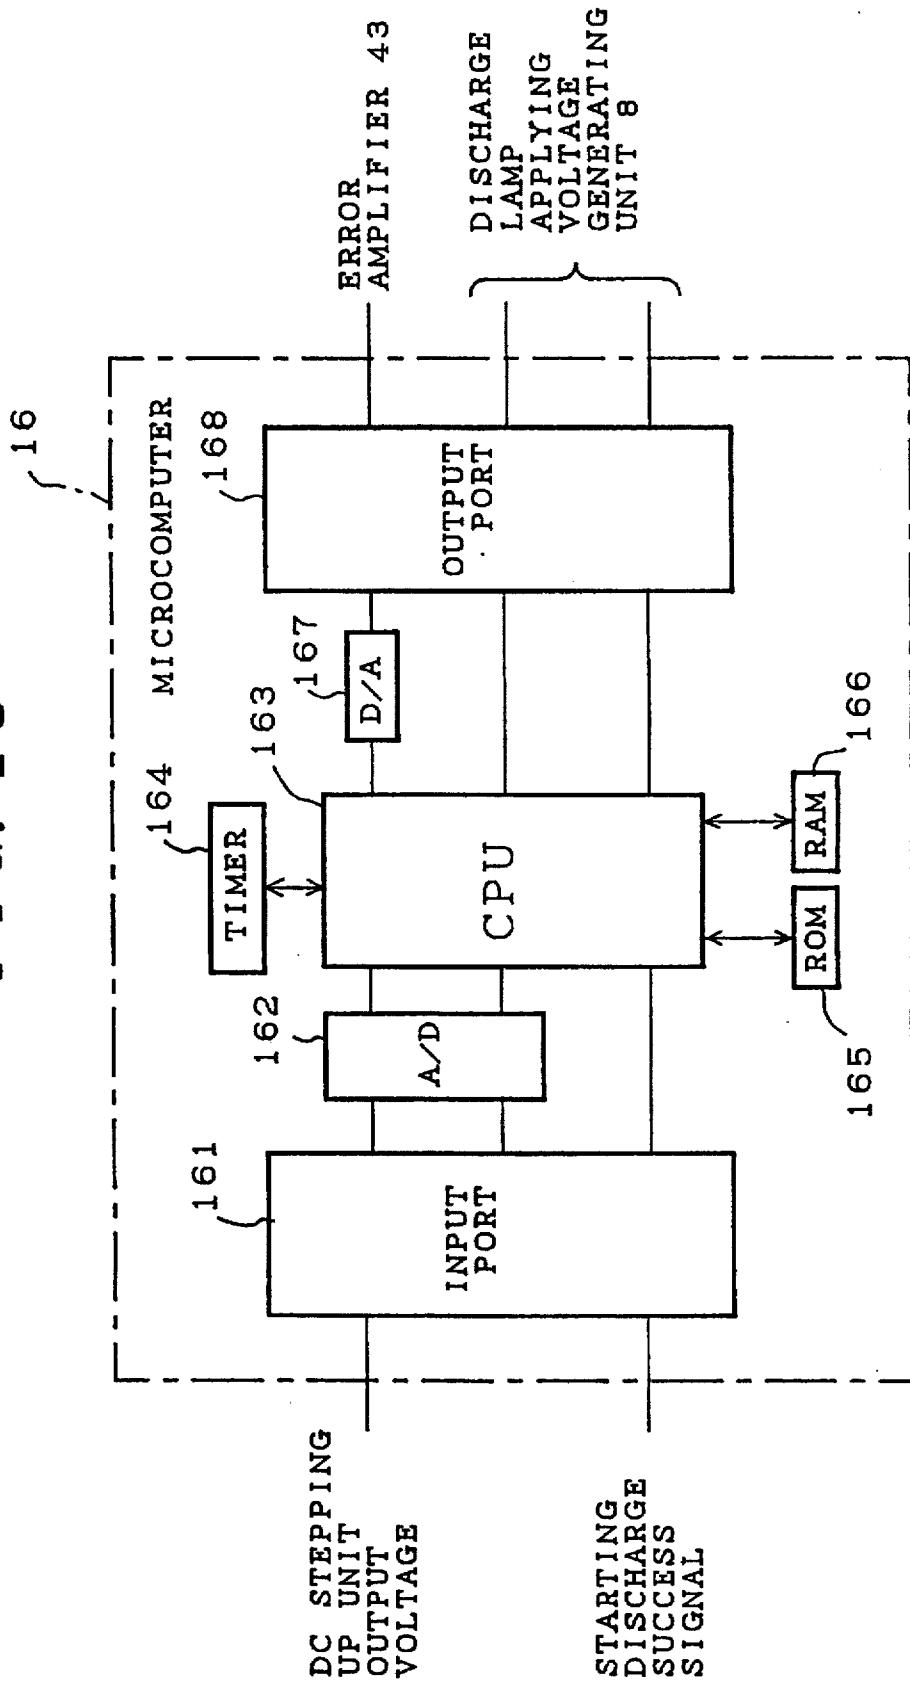 16
MICROCOMPUTER
164
TIMER
163
CPU
162
A/D
161
INPUT
PORT
167
D/A
168
OUTPUT
PORT
165
ROM
166
RAM
DC STEPPING
UP UNIT
OUTPUT
VOLTAGE
STARTING
DISCHARGE
SUCCESS
SIGNAL
ERROR
AMPLIFIER 43
DISCHARGE
LAMP
APPLYING
VOLTAGE
GENERATING
UNIT 8